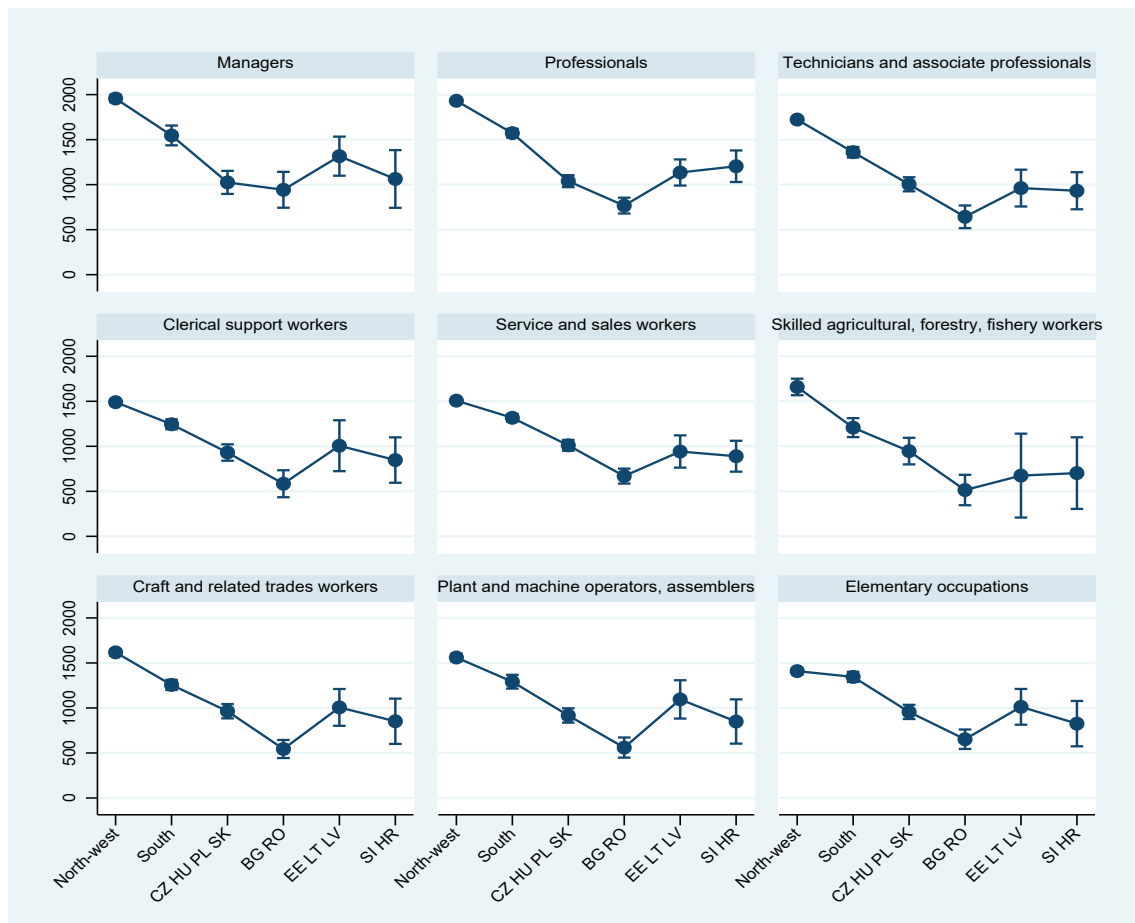 Managers
Professionals
Technicians and associate professionals
2000
1500
1000
500
0
Clerical support workers
Service and sales workers
Skilled agricultural, forestry, fishery workers
2000
1500
1000
500
0
Craft and related trades workers
Plant and machine operators, assemblers
Elementary occupations
2000
1500
1000
500
0
North-west
South
CZ HU PL SK
BG RO
EE LT LV
SI HR
North-west
South
CZ HU PL SK
BG RO
EE LT LV
SI HR
North-west
South
CZ HU PL SK
BG RO
EE LT LV
SI HR